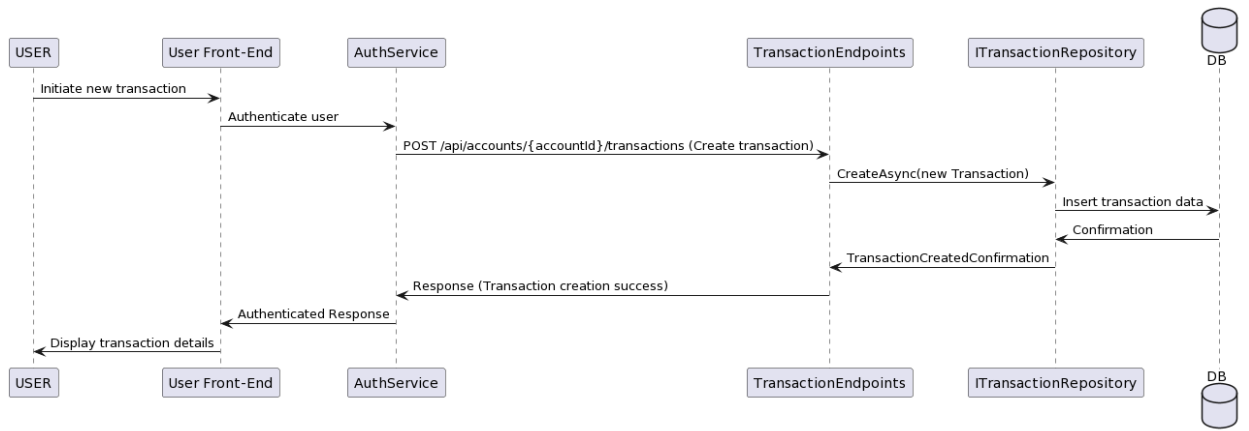 DB
USER
User Front-End
AuthService
TransactionEndpoints
ITransactionRepository
Initiate new transaction
Authenticate user
POST /api/accounts/{accountId}/transactions (Create transaction)
CreateAsync(new Transaction)
Insert transaction data
Confirmation
TransactionCreatedConfirmation
Response (Transaction creation success)
Authenticated Response
Display transaction details
USER
User Front-End
AuthService
TransactionEndpoints
ITransactionRepository
DB